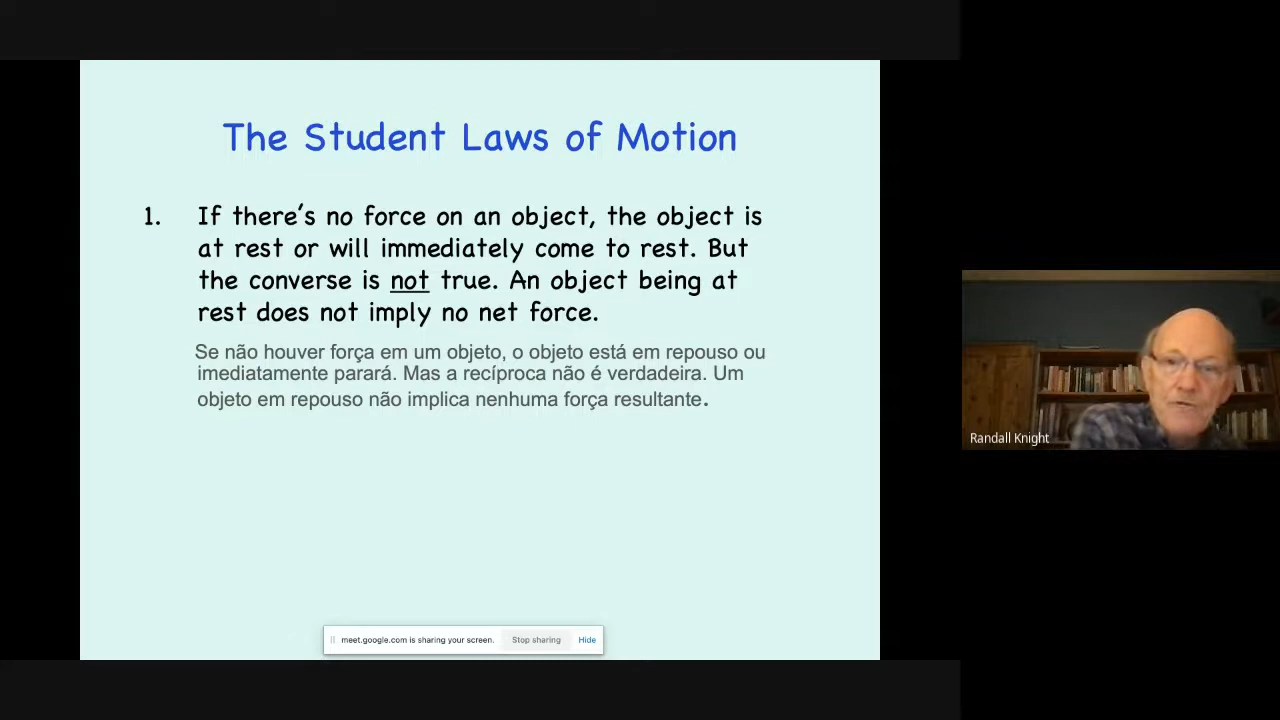 The Student Laws of Motion
1. If there's no force on an object, the object is
at rest or will immediately come to rest. But
the converse is not true. An object being at
rest does not imply no net force.
Se não houver força em um objeto, o objeto está em repouso ou
imediatamente parará. Mas a recíproca não é verdadeira. Um
objeto em repouso não implica nenhuma força resultante.
Randall Knight
meet.google.com is sharing your screen. Stop sharing Hide